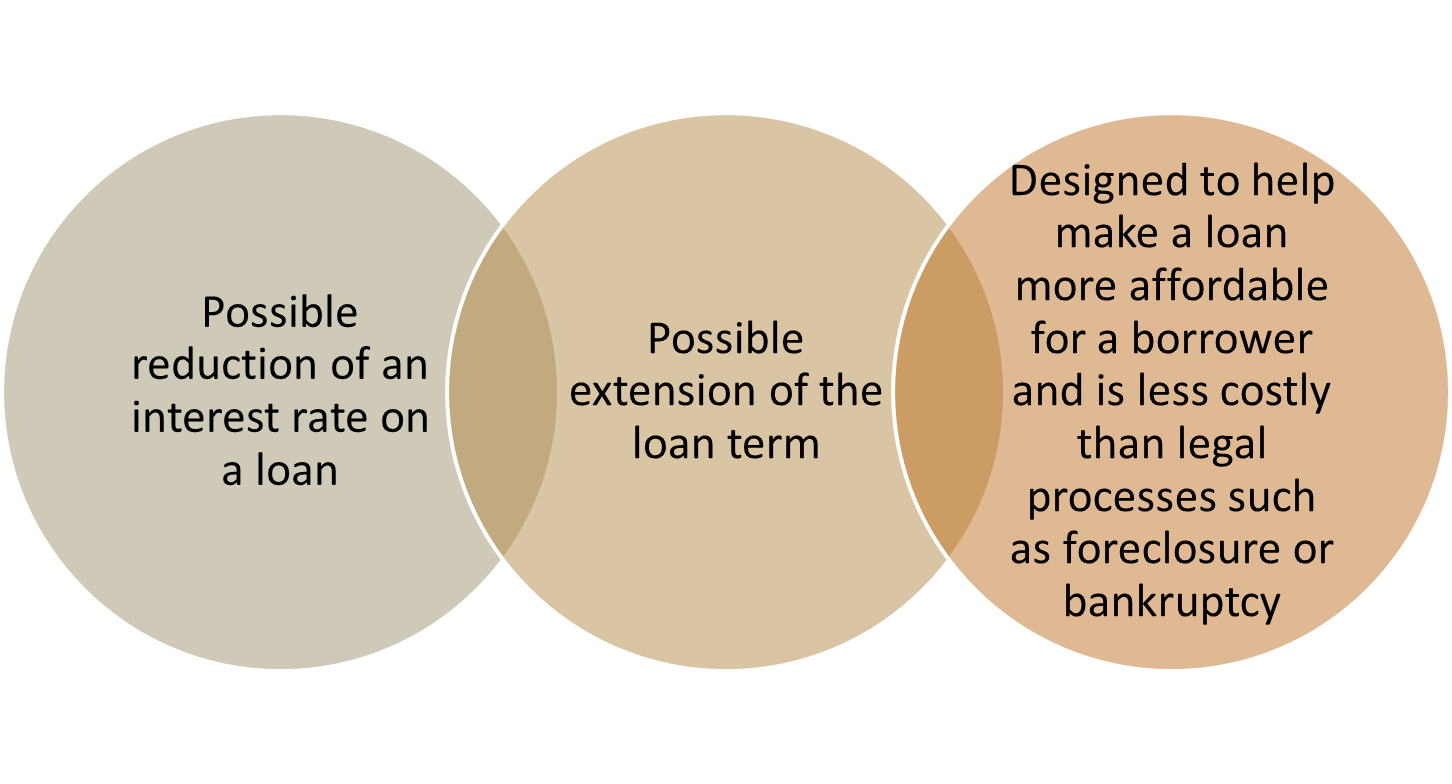 Possible
reduction of an
interest rate on
a loan
Possible
extension of the
loan term
Designed to help
make a loan
more affordable
for a borrower
and is less costly
than legal
processes such
as foreclosure or
bankruptcy